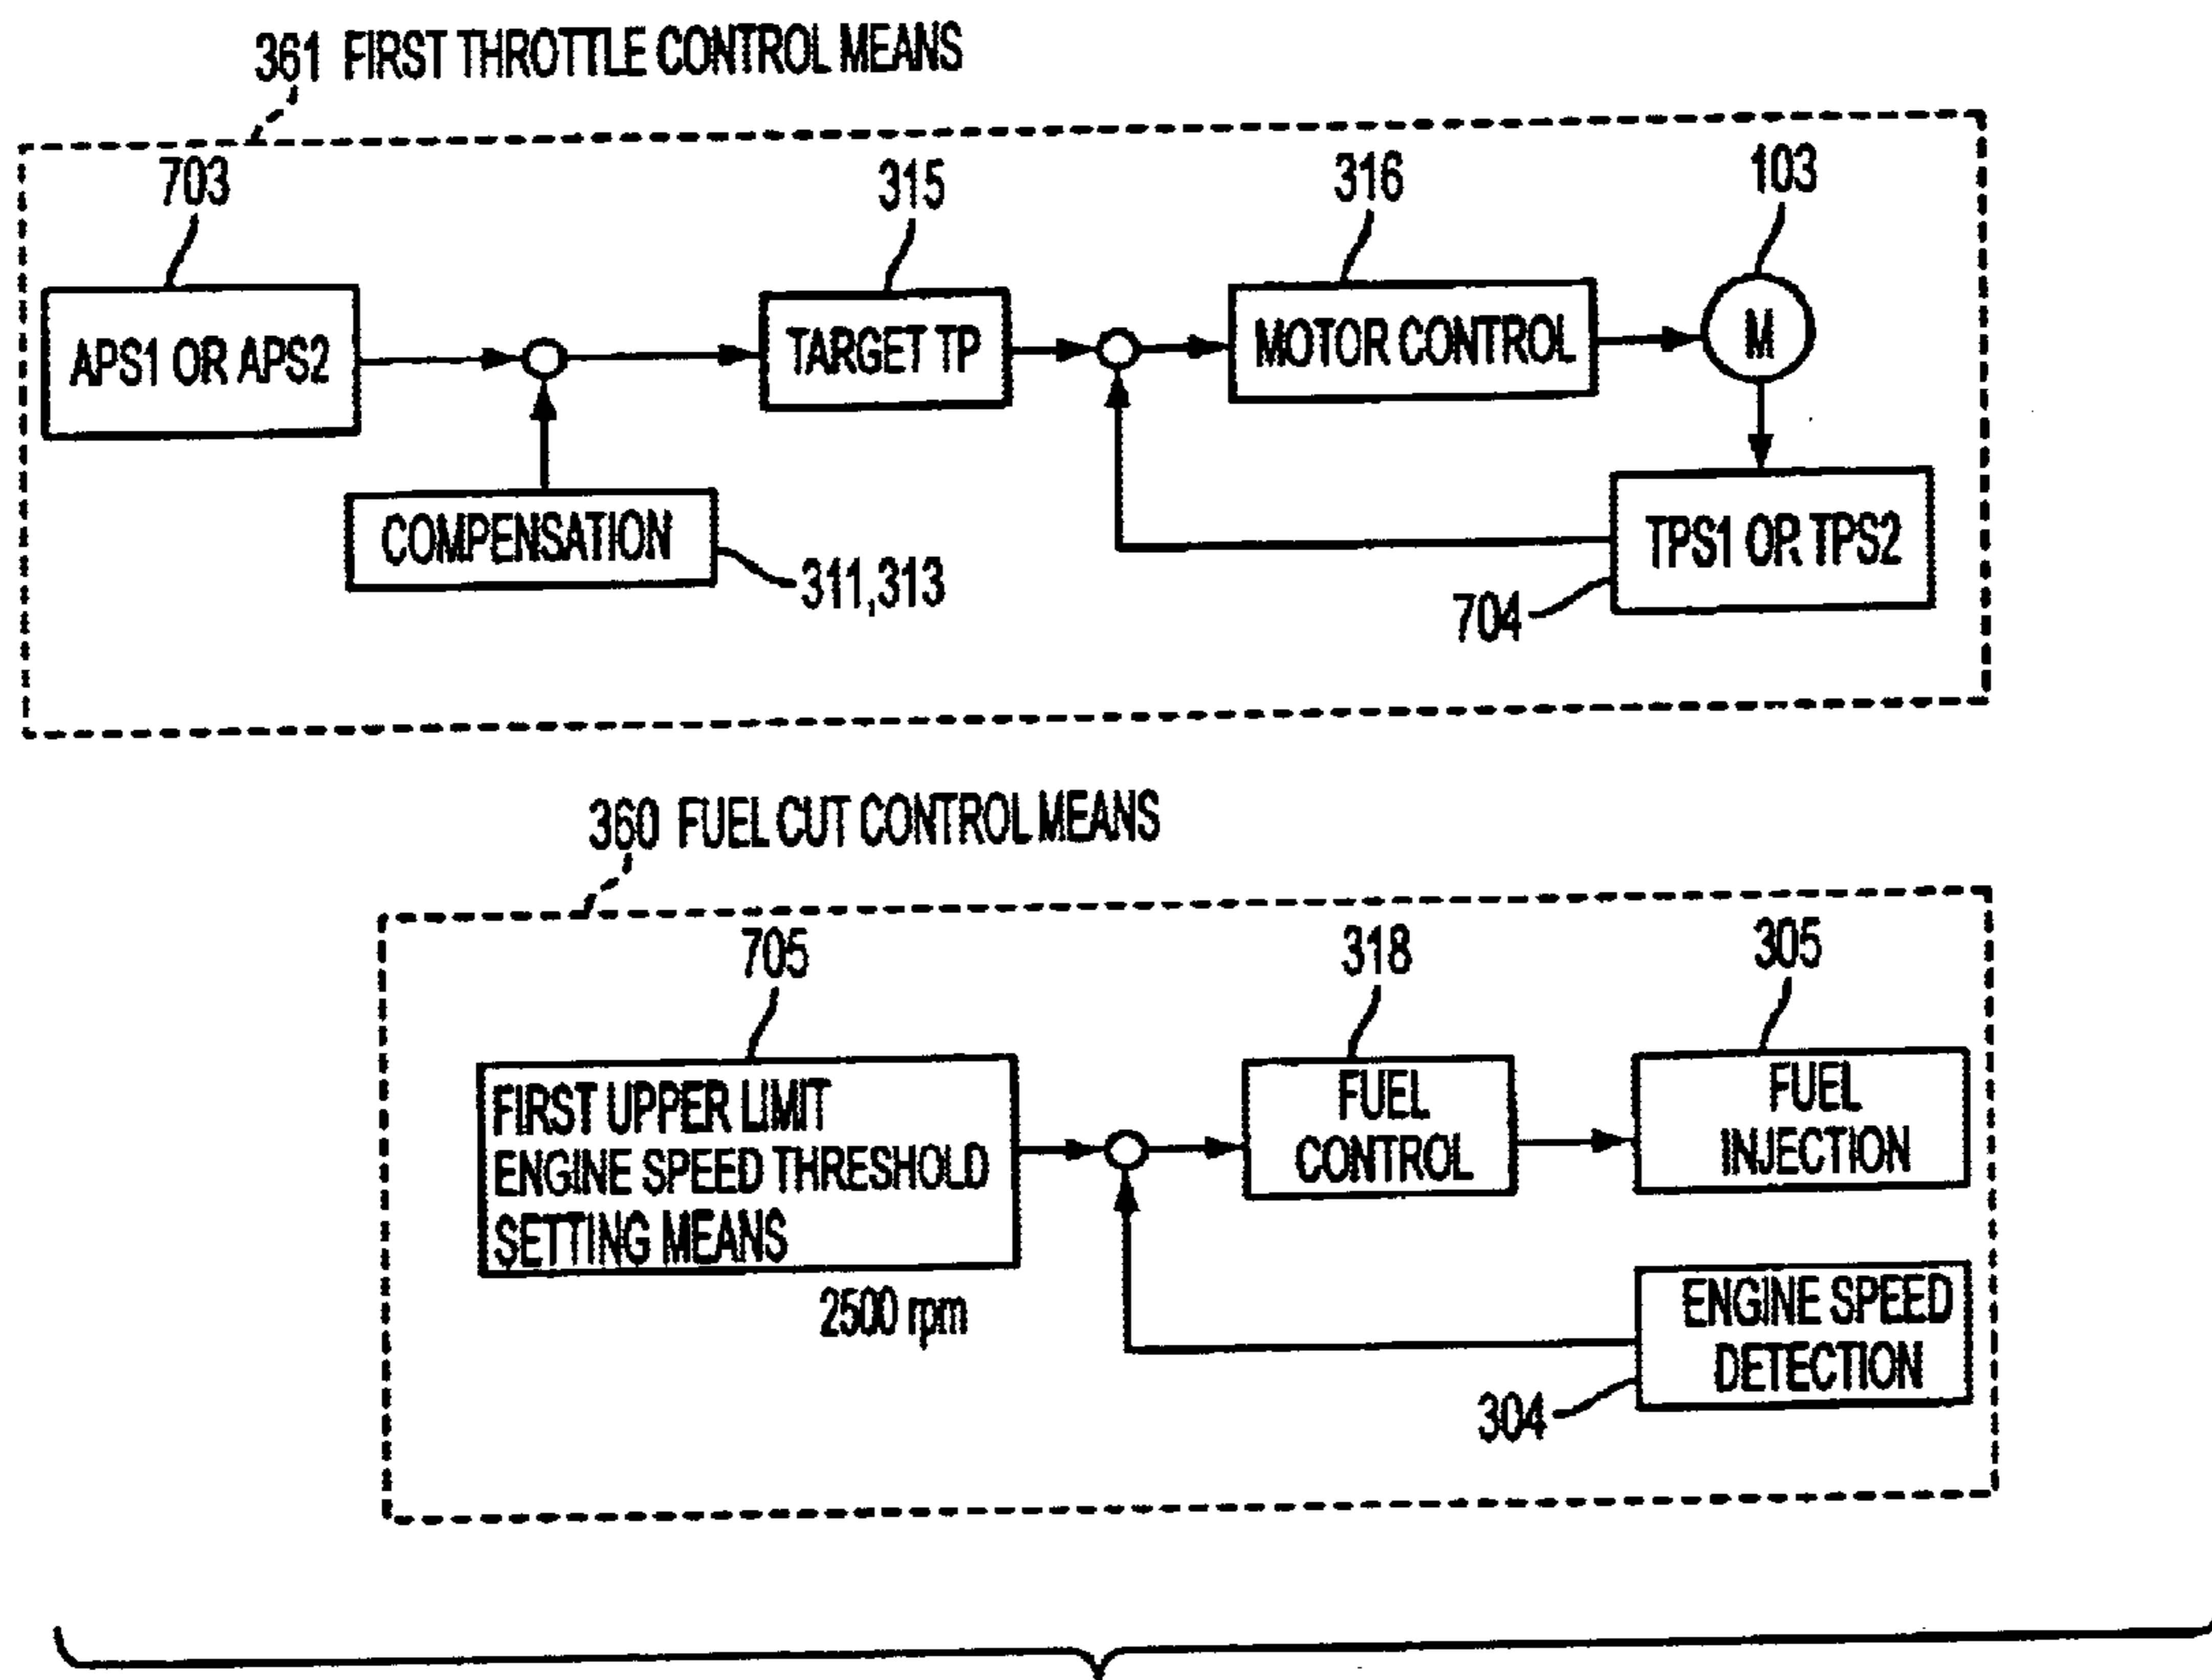 361 FIRST THROTTLE CONTROL MEANS
703
315
316
103
APS1 OR APS2
TARGET TP
MOTOR CONTROL
M
COMPENSATION
311,313
TPS1 OR TPS2
704
360 FUEL CUT CONTROL MEANS
705
318
305
FIRST UPPER LIMIT
ENGINE SPEED THRESHOLD
SETTING MEANS
2500 rpm
FUEL
CONTROL
FUEL
INJECTION
ENGINE SPEED
DETECTION
304